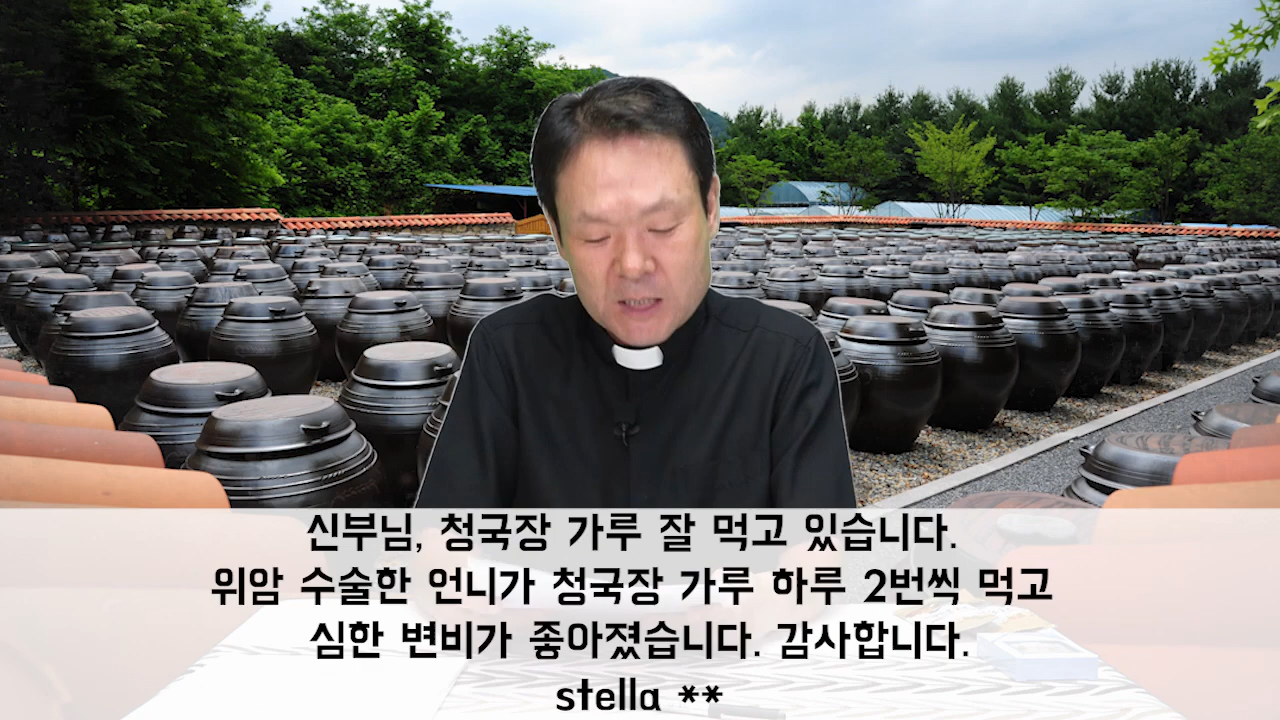 신부님, 청국장 가루 잘 먹고 있습니다.
위암 수술한 언니가 청국장 가루 하루 2번씩 먹고
심한 변비가 좋아졌습니다. 감사합니다.
stella **